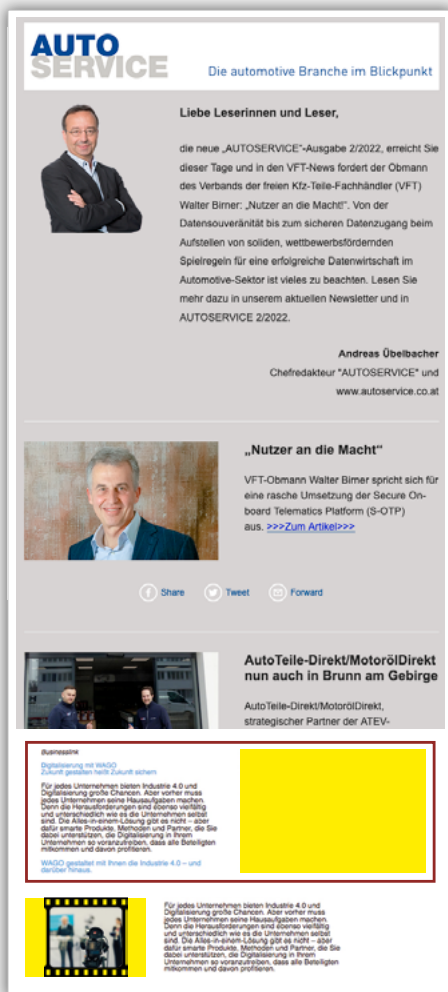 AUTO
SERVICE
Die automotive Branche im Blickpunkt
Liebe Leserinnen und Leser,
die neue „AUTOSERVICE"-Ausgabe 2/2022, erreicht Sie
dieser Tage und in den VFT-News fordert der Obmann
des Verbands der freien Kfz-Teile-Fachhändler (VFT)
Walter Birner: „Nutzer an die Macht!". Von der
Datensouveränität bis zum sicheren Datenzugang beim
Aufstellen von soliden, wettbewerbsfördernden
Spielregeln für eine erfolgreiche Datenwirtschaft im
Automotive-Sektor ist vieles zu beachten. Lesen Sie
mehr dazu in unserem aktuellen Newsletter und in
AUTOSERVICE 2/2022.
Andreas Übelbacher
Chefredakteur "AUTOSERVICE" und
www.autoservice.co.at
„Nutzer an die Macht“
VFT-Obmann Walter Birner spricht sich für
eine rasche Umsetzung der Secure On-
board Telematics Platform (S-OTP)
aus. >>>Zum Artikel>>>
Share
Tweet
Forward
AutoTeile-Direkt/MotorölDirekt
nun auch in Brunn am Gebirge
AutoTeile-Direkt/MotorölDirekt,
strategischer Partner der ATEV-
Businesslink
Digitalisierung mit WAGO
Zukunft gestalten heißt Zukunft sichern
Für jedes Unternehmen bieten Industrie 4.0 und
Digitalisierung große Chancen. Aber vorher muss
jedes Unternehmen seine Hausaufgaben machen.
Denn die Herausforderungen sind ebenso vielfältig
und unterschiedlich wie es die Unternehmen selbst
sind. Die Alles-in-einem-Lösung gibt es nicht – aber
dafür smarte Produkte, Methoden und Partner, die Sie
dabei unterstützen, die Digitalisierung in Ihrem
Unternehmen so voranzutreiben, dass alle Beteiligten
mitkommen und davon profitieren.
WAGO gestaltet mit Ihnen die Industrie 4.0 – und
darüber hinaus.
Für jedes Unternehmen bieten Industrie 4.0 und
Digitalisierung große Chancen. Aber vorher muss
jedes Unternehmen seine Hausaufgaben machen.
Denn die Herausforderungen sind ebenso vielfältig
und unterschiedlich wie es die Unternehmen selbst
sind. Die Alles-in-einem-Lösung gibt es nicht – aber
dafür smarte Produkte, Methoden und Partner, die Sie
dabei unterstützen, die Digitalisierung in Ihrem
Unternehmen so voranzutreiben, dass alle Beteiligten
mitkommen und davon profitieren.